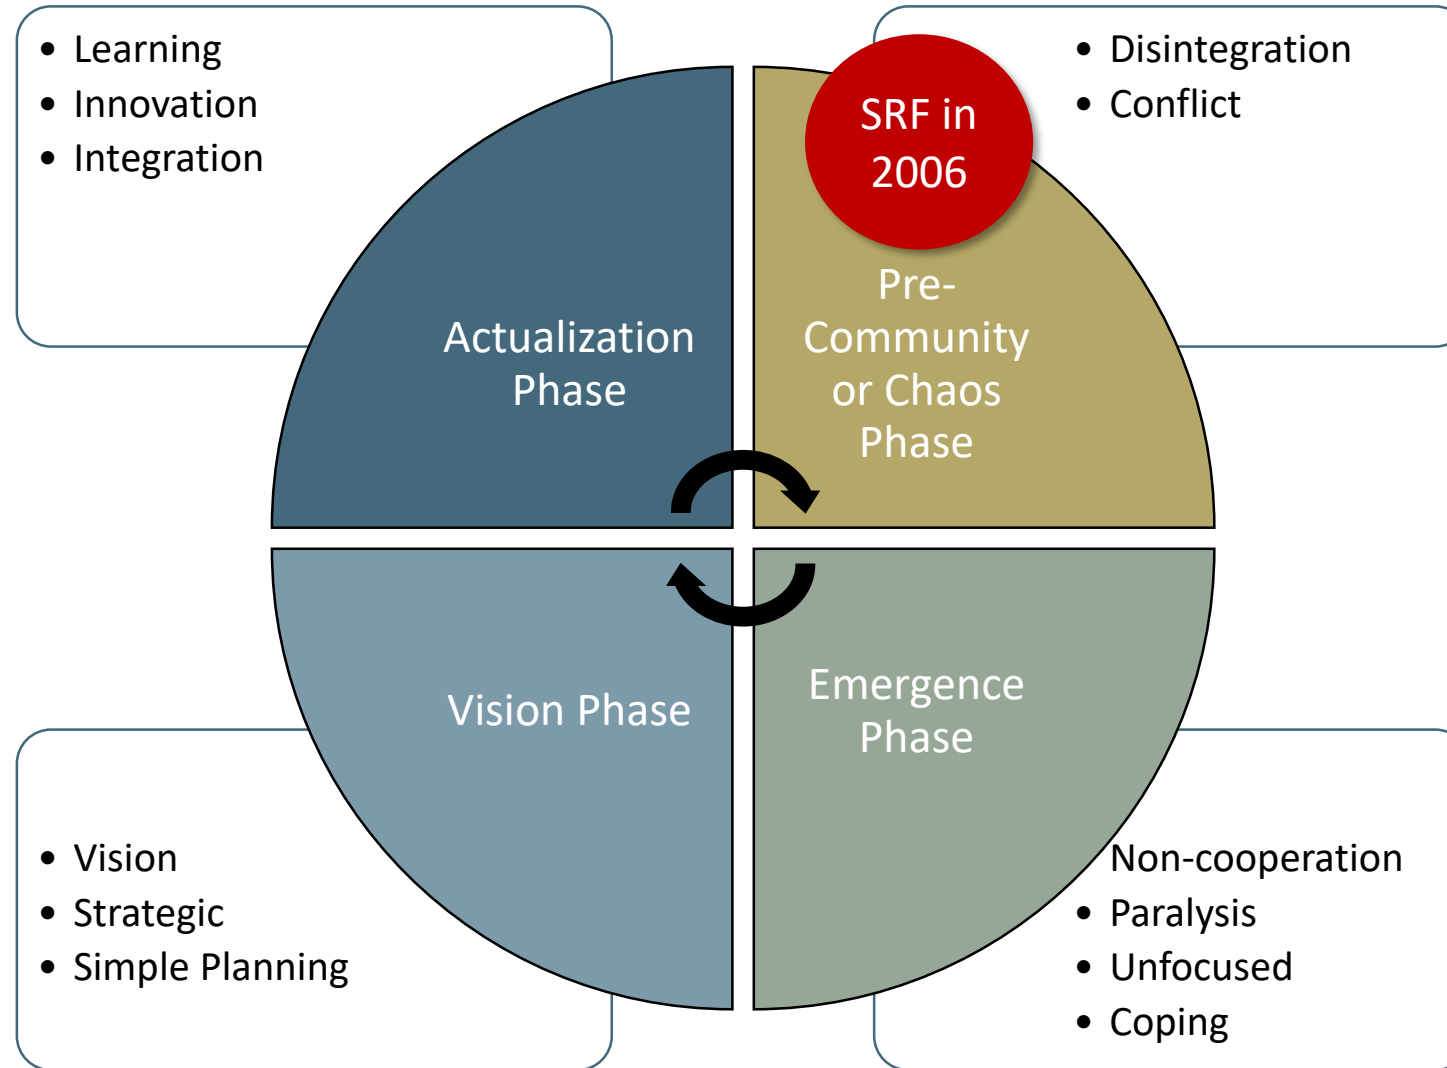 • Learning
• Innovation
• Integration
• Disintegration
• Conflict
SRF in
2006
Actualization
Phase
Pre-
Community
or Chaos
Phase
Vision Phase
Emergence
Phase
• Vision
• Strategic
• Simple Planning
Non-cooperation
• Paralysis
• Unfocused
• Coping